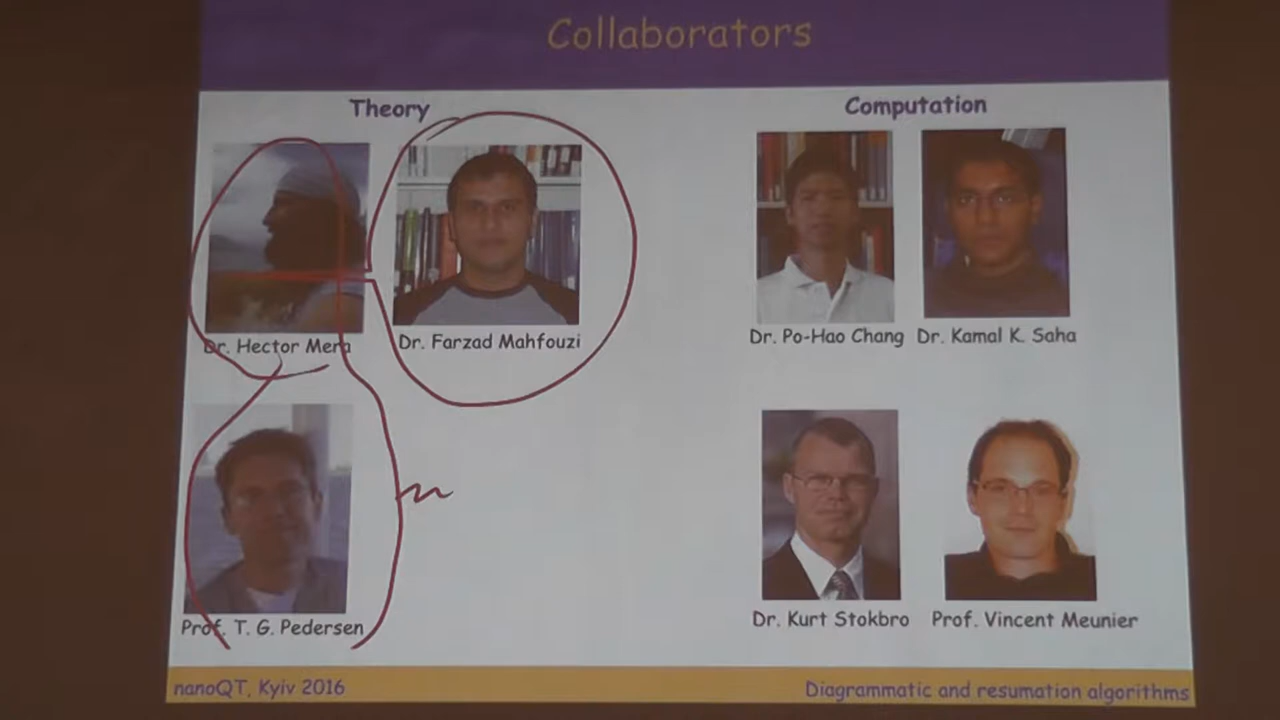 Collaborators
Theory
Computation
Dr. Hector Mera
Dr. Farzad Mahfouzi
Dr. Po-Hao Chang
Dr. Kamal K. Saha
Prof. T. G. Pedersen
Dr. Kurt Stokbro
Prof. Vincent Meunier
nanoQT, Kyiv 2016
Diagrammatic and resumation algorithms